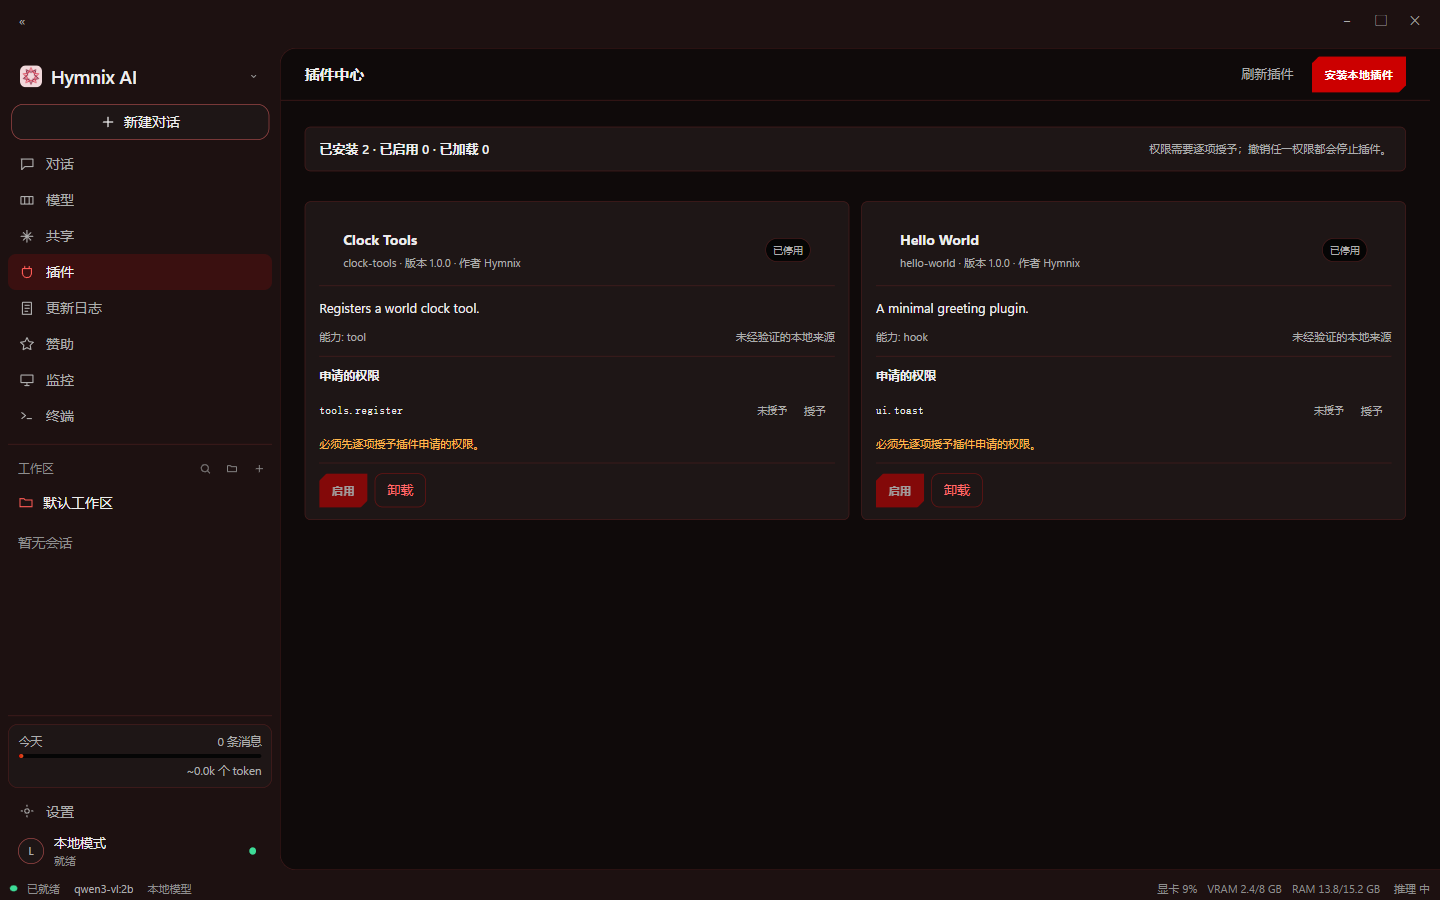 «
Hymnix AI
新建对话
对话
模型
共享
插件
更新日志
赞助
监控
终端
工作区
默认工作区
暂无会话
今天 0 条消息
~0.0k 个 token
设置
L 本地模式
就绪
插件中心 刷新插件 安装本地插件
已安装 2 · 已启用 0 · 已加载 0 权限需要逐项授予；撤销任一权限都会停止插件。
Clock Tools
clock-tools · 版本 1.0.0 · 作者 Hymnix
已停用
Registers a world clock tool.
能力: tool 未经验证的本地来源
申请的权限
tools.register 未授予 授予
必须先逐项授予插件申请的权限。
启用 卸载
Hello World
hello-world · 版本 1.0.0 · 作者 Hymnix
已停用
A minimal greeting plugin.
能力: hook 未经验证的本地来源
申请的权限
ui.toast 未授予 授予
必须先逐项授予插件申请的权限。
启用 卸载
已就绪 qwen3-vl:2b 本地模型 显卡 9% VRAM 2.4/8 GB RAM 13.8/15.2 GB 推理 中